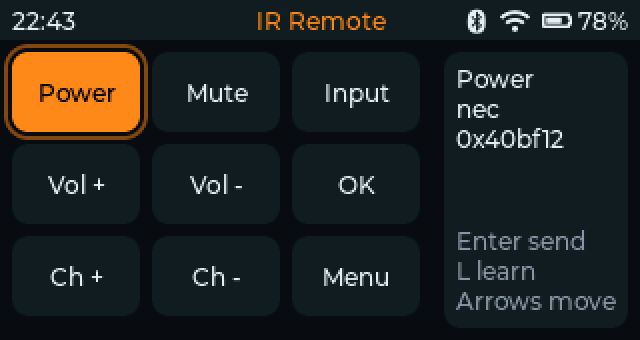 22:43 IR Remote 78%
Power Mute Input
Vol + Vol - OK
Ch + Ch - Menu
Power
nec
0x40bf12
Enter send
L learn
Arrows move